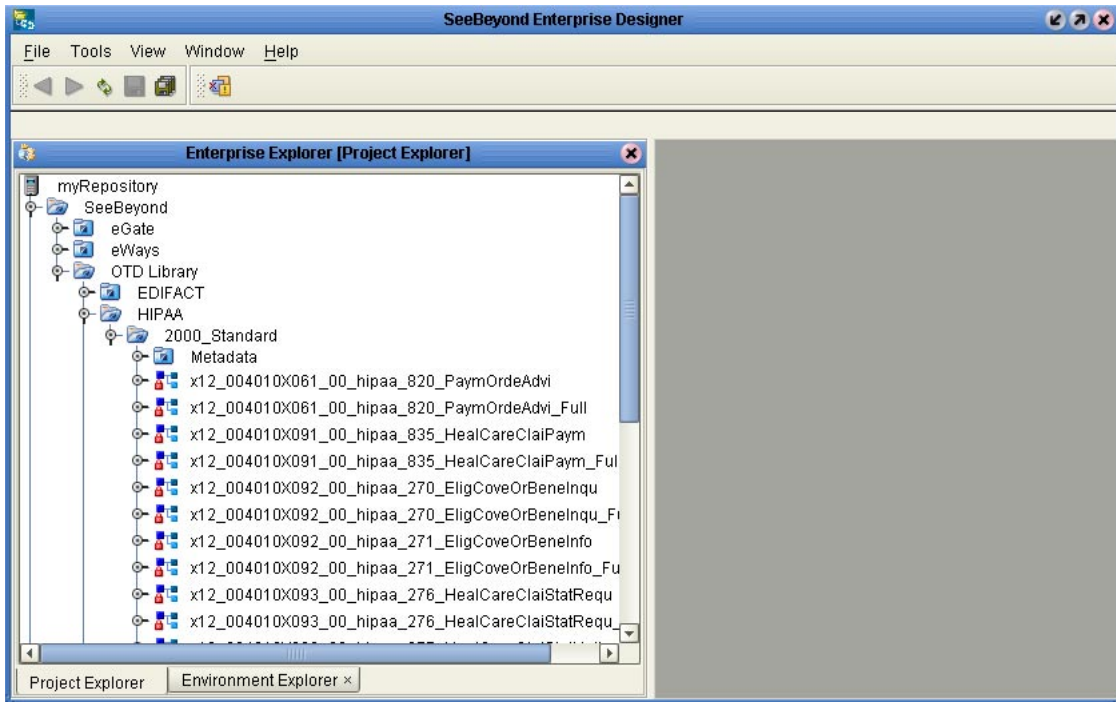 SeeBeyond Enterprise Designer
File Tools View Window Help
Enterprise Explorer [Project Explorer]
myRepository
SeeBeyond
eGate
eWays
OTD Library
EDIFACT
HIPAA
2000_Standard
Metadata
x12_004010X061_00_hipaa_820_PaymOrdeAdvi
x12_004010X061_00_hipaa_820_PaymOrdeAdvi_Full
x12_004010X091_00_hipaa_835_HealCareClaiPaym
x12_004010X091_00_hipaa_835_HealCareClaiPaym_Ful
x12_004010X092_00_hipaa_270_EligCoveOrBeneInqu
x12_004010X092_00_hipaa_270_EligCoveOrBeneInqu_Fu
x12_004010X092_00_hipaa_271_EligCoveOrBeneInfo
x12_004010X092_00_hipaa_271_EligCoveOrBeneInfo_Fu
x12_004010X093_00_hipaa_276_HealCareClaiStatRequ
x12_004010X093_00_hipaa_276_HealCareClaiStatRequ_
Project Explorer Environment Explorer ×